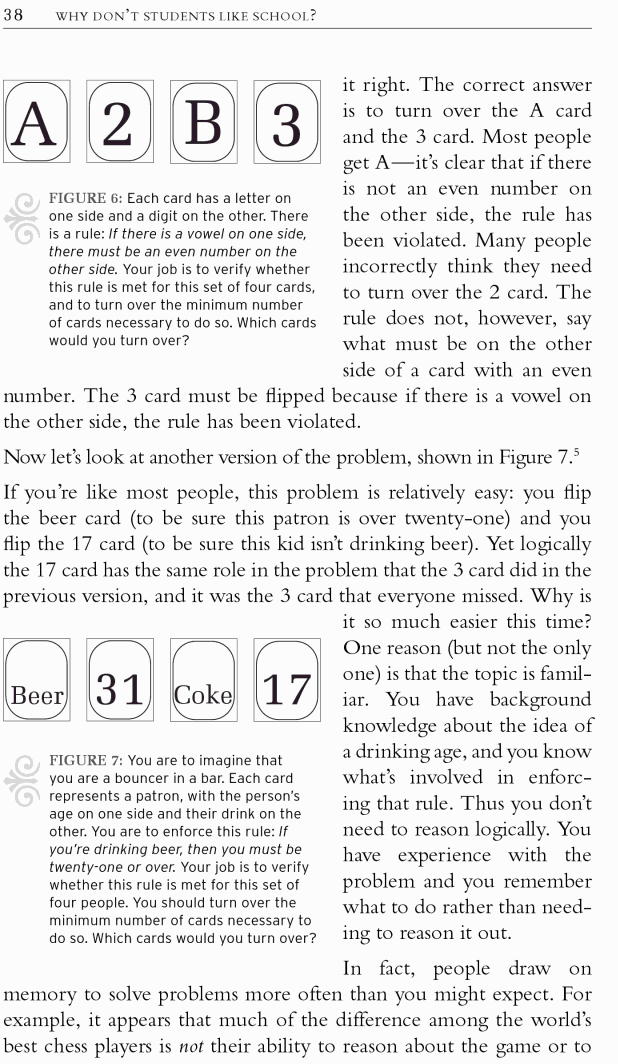 38 WHY DON'T STUDENTS LIKE SCHOOL?
A 2 B 3
FIGURE 6: Each card has a letter on
one side and a digit on the other. There
is a rule: If there is a vowel on one side,
there must be an even number on the
other side. Your job is to verify whether
this rule is met for this set of four cards,
and to turn over the minimum number
of cards necessary to do so. Which cards
would you turn over?
it right. The correct answer
is to turn over the A card
and the 3 card. Most people
get A—it's clear that if there
is not an even number on
the other side, the rule has
been violated. Many people
incorrectly think they need
to turn over the 2 card. The
rule does not, however, say
what must be on the other
side of a card with an even
number. The 3 card must be flipped because if there is a vowel on
the other side, the rule has been violated.
Now let's look at another version of the problem, shown in Figure 7.5
If you're like most people, this problem is relatively easy: you flip
the beer card (to be sure this patron is over twenty-one) and you
flip the 17 card (to be sure this kid isn't drinking beer). Yet logically
the 17 card has the same role in the problem that the 3 card did in the
previous version, and it was the 3 card that everyone missed. Why is
it so much easier this time?
One reason (but not the only
one) is that the topic is famil-
iar. You have background
knowledge about the idea of
a drinking age, and you know
what's involved in enforc-
ing that rule. Thus you don't
need to reason logically. You
have experience with the
problem and you remember
what to do rather than need-
ing to reason it out.
Beer 31 Coke 17
FIGURE 7: You are to imagine that
you are a bouncer in a bar. Each card
represents a patron, with the person's
age on one side and their drink on the
other. You are to enforce this rule: If
you're drinking beer, then you must be
twenty-one or over. Your job is to verify
whether this rule is met for this set of
four people. You should turn over the
minimum number of cards necessary to
do so. Which cards would you turn over?
In fact, people draw on
memory to solve problems more often than you might expect. For
example, it appears that much of the difference among the world's
best chess players is not their ability to reason about the game or to